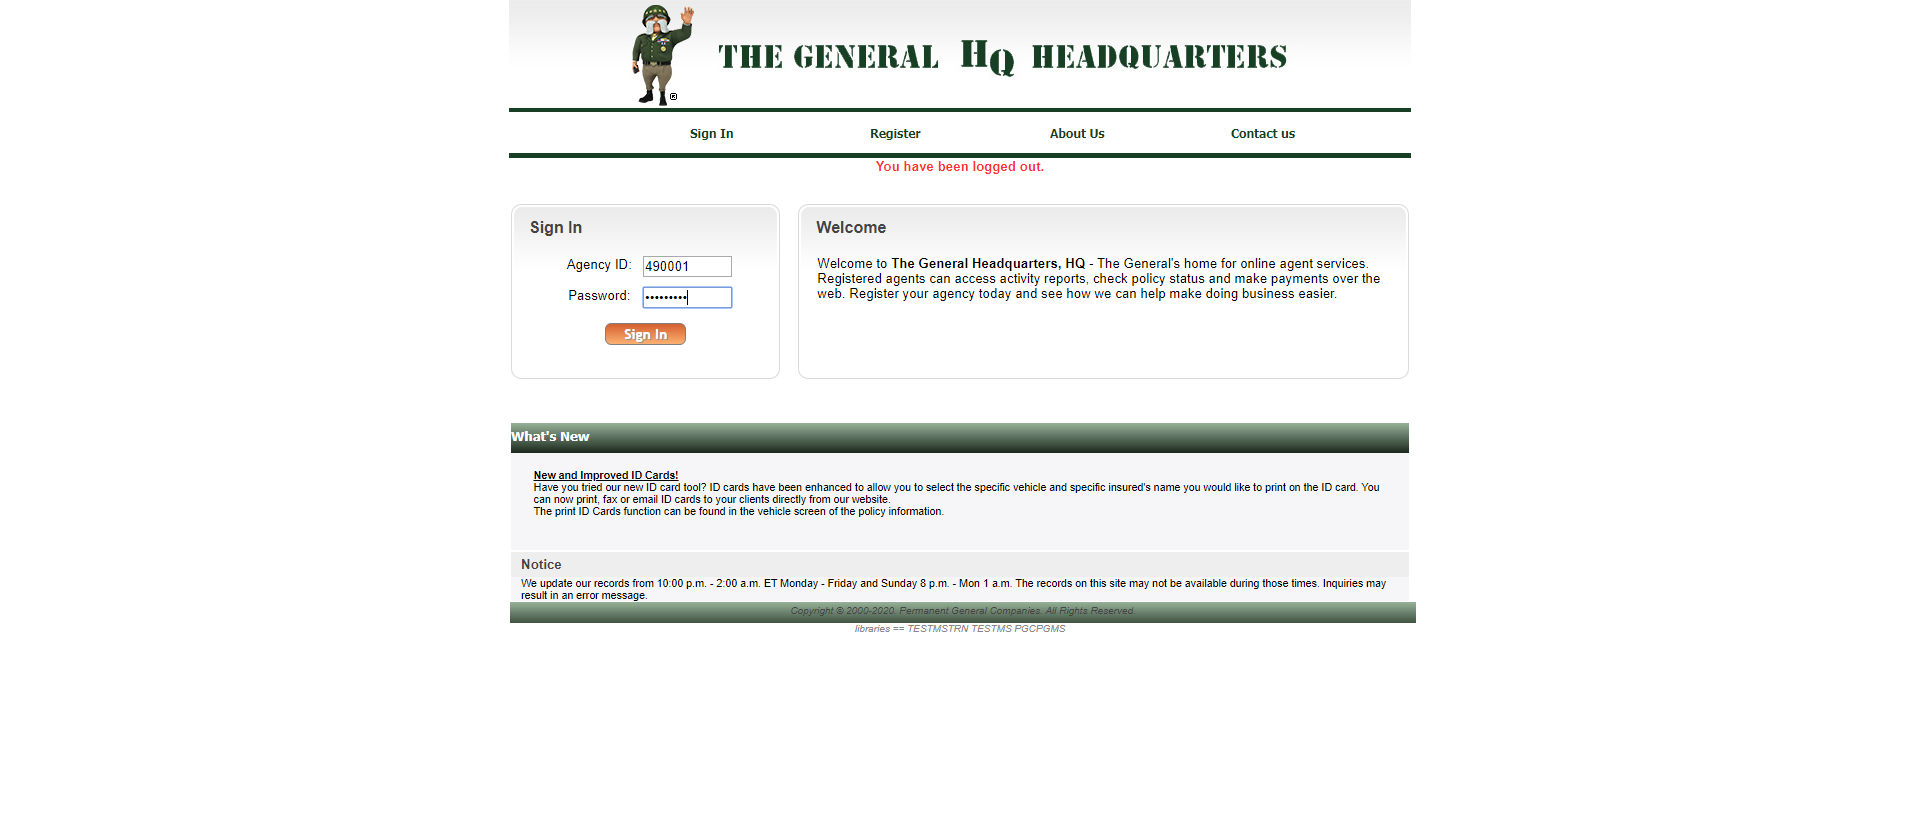 THE GENERAL HQ HEADQUARTERS
®
Sign In Register About Us Contact us
You have been logged out.
Sign In
Agency ID: 490001
Password: •••••••••
Sign In
Welcome
Welcome to The General Headquarters, HQ - The General's home for online agent services.
Registered agents can access activity reports, check policy status and make payments over the
web. Register your agency today and see how we can help make doing business easier.
What's New
New and Improved ID Cards!
Have you tried our new ID card tool? ID cards have been enhanced to allow you to select the specific vehicle and specific insured's name you would like to print on the ID card. You
can now print, fax or email ID cards to your clients directly from our website.
The print ID Cards function can be found in the vehicle screen of the policy information.
Notice
We update our records from 10:00 p.m. - 2:00 a.m. ET Monday - Friday and Sunday 8 p.m. - Mon 1 a.m. The records on this site may not be available during those times. Inquiries may
result in an error message.
Copyright © 2000-2020. Permanent General Companies. All Rights Reserved.
libraries == TESTMSTRN TESTMS PGCPGMS